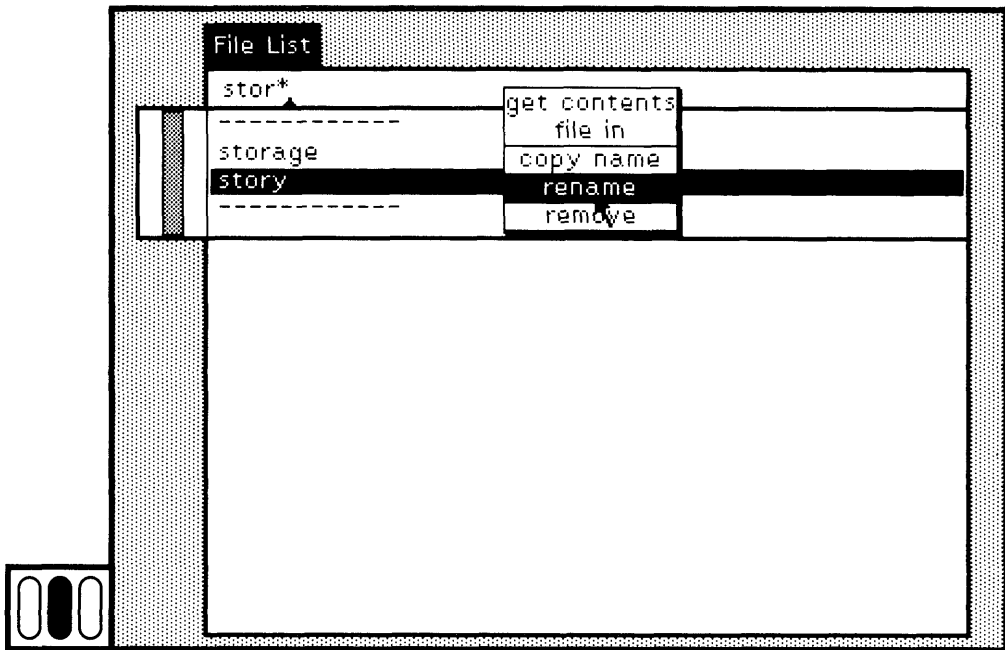 File List
stor*
------------
storage
story
------------
get contents
file in
copy name
rename
remove